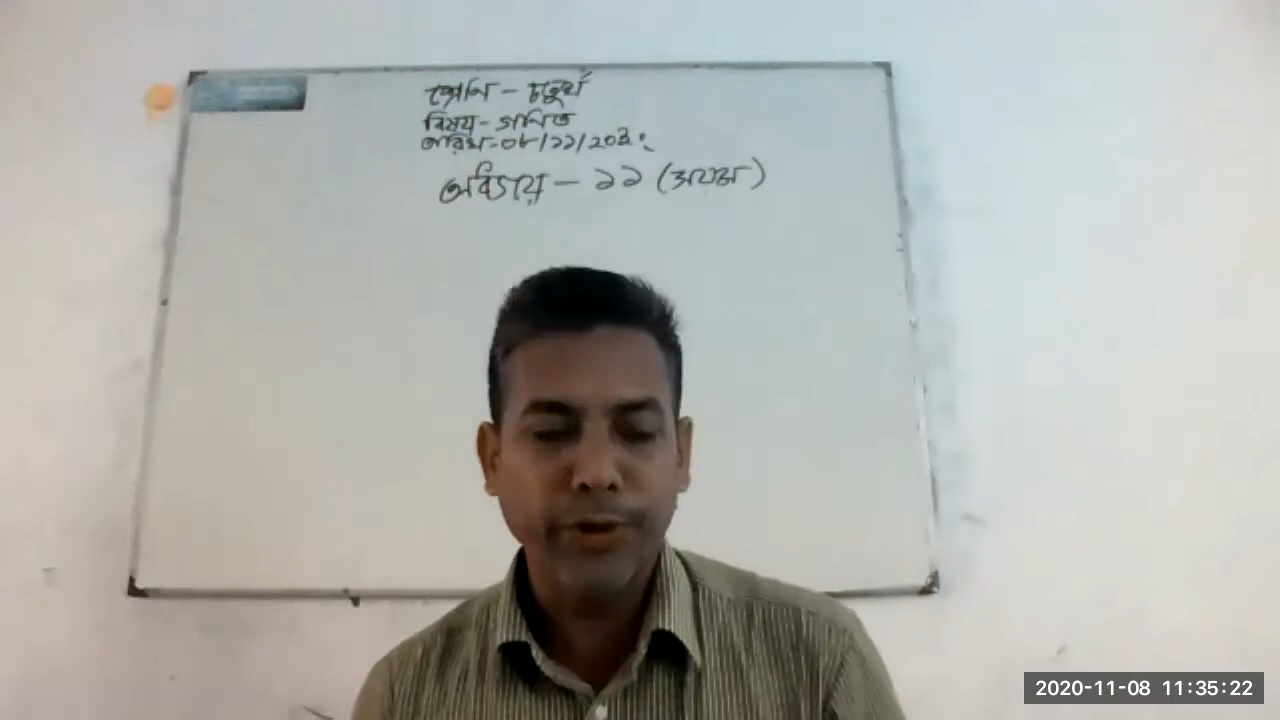 শ্রেণি - চতুর্থ
বিষয় - গণিত
তারিখ - ০৮/১১/২০২০ ইং
অধ্যায় - ১১ (সময়)
2020-11-08 11:35:22